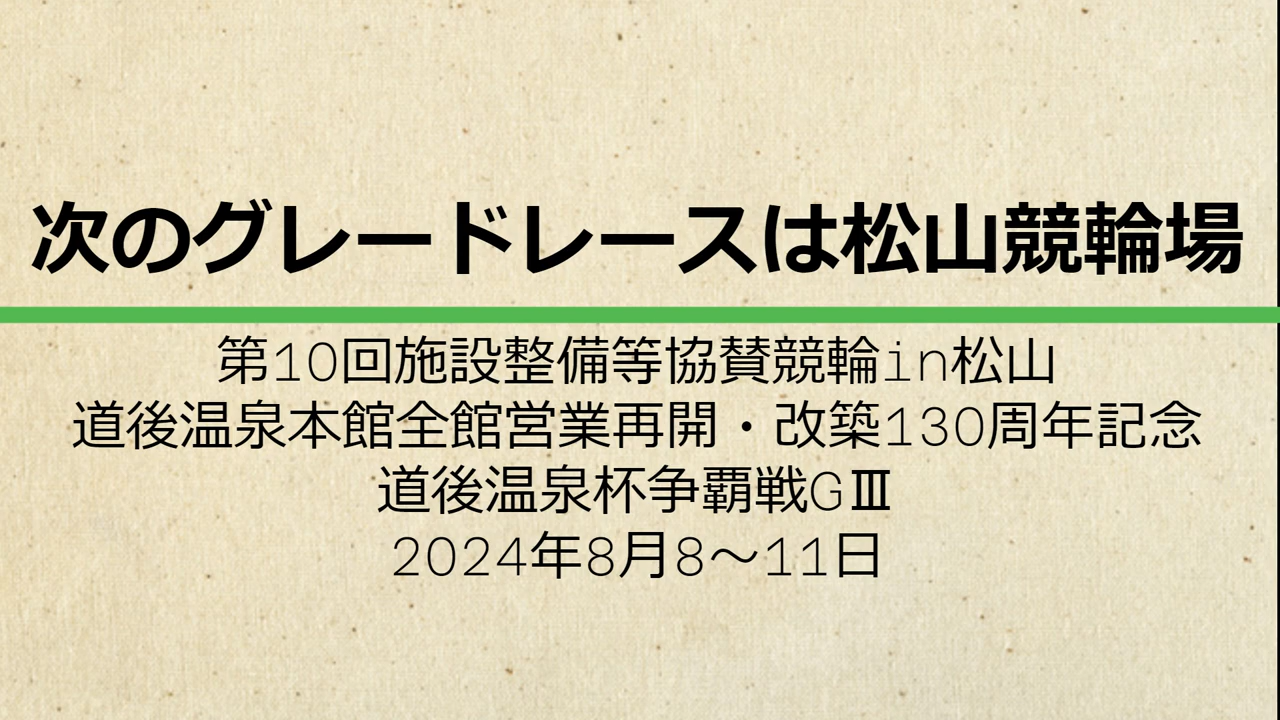 次のグレードレースは松山競輪場
第10回施設整備等協賛競輪in松山
道後温泉本館全館営業再開・改築130周年記念
道後温泉杯争覇戦GⅢ
2024年8月8〜11日